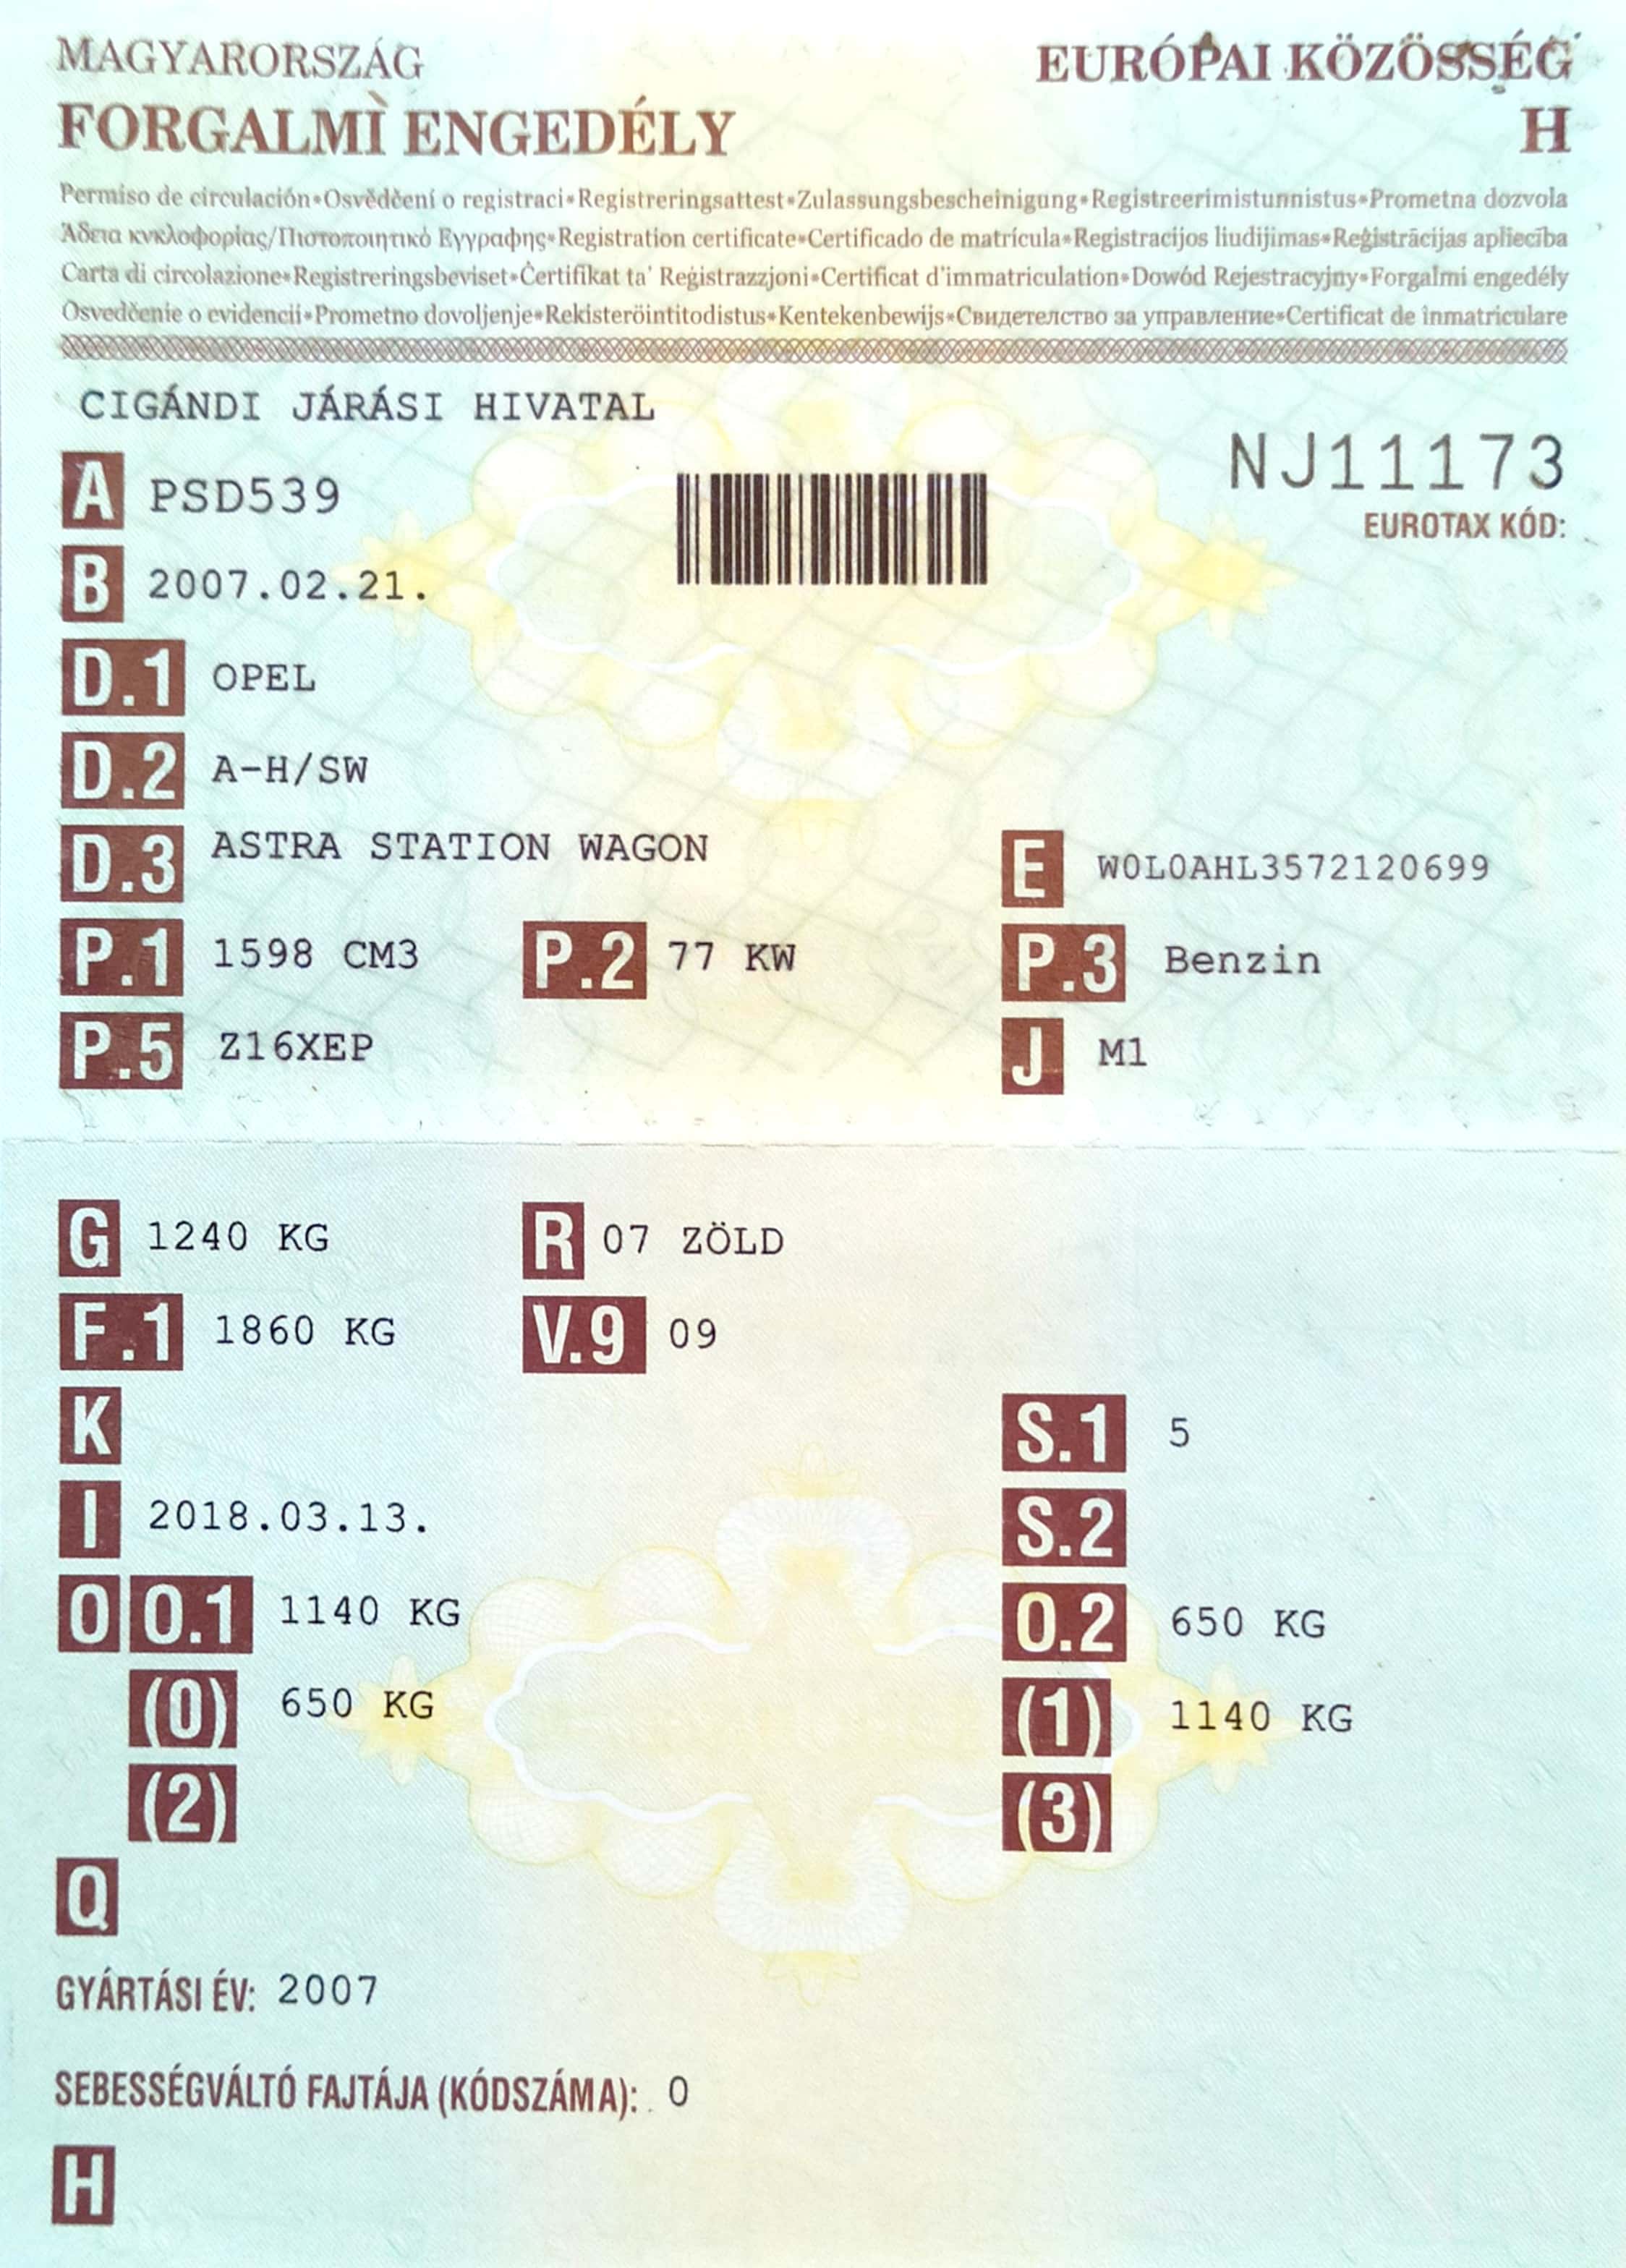 MAGYARORSZÁG EURÓPAI KÖZÖSSÉG
FORGALMI ENGEDÉLY H
Permiso de circulación•Osvědčení o registraci•Registreringsattest•Zulassungsbescheinigung•Registreerimistunnistus•Prometna dozvola
Άδεια κυκλοφορίας/Πιστοποιητικό Εγγραφης•Registration certificate•Certificado de matrícula•Registracijos liudijimas•Reģistrācijas apliecība
Carta di circolazione•Registreringsbeviset•Ċertifikat ta' Reġistrazzjoni•Certificat d'immatriculation•Dowód Rejestracyjny•Forgalmi engedély
Osvedčenie o evidencii•Prometno dovoljenje•Rekisteröintitodistus•Kentekenbewijs•Свидетелство за управление•Certificat de înmatriculare
CIGÁNDI JÁRÁSI HIVATAL
NJ11173
A PSD539
EUROTAX KÓD:
B 2007.02.21.
D.1 OPEL
D.2 A-H/SW
D.3 ASTRA STATION WAGON E W0L0AHL3572120699
P.1 1598 CM3 P.2 77 KW P.3 Benzin
P.5 Z16XEP J M1
G 1240 KG R 07 ZÖLD
F.1 1860 KG V.9 09
K S.1 5
I 2018.03.13. S.2
O O.1 1140 KG O.2 650 KG
(0) 650 KG (1) 1140 KG
(2) (3)
Q
GYÁRTÁSI ÉV: 2007
SEBESSÉGVÁLTÓ FAJTÁJA (KÓDSZÁMA): 0
H